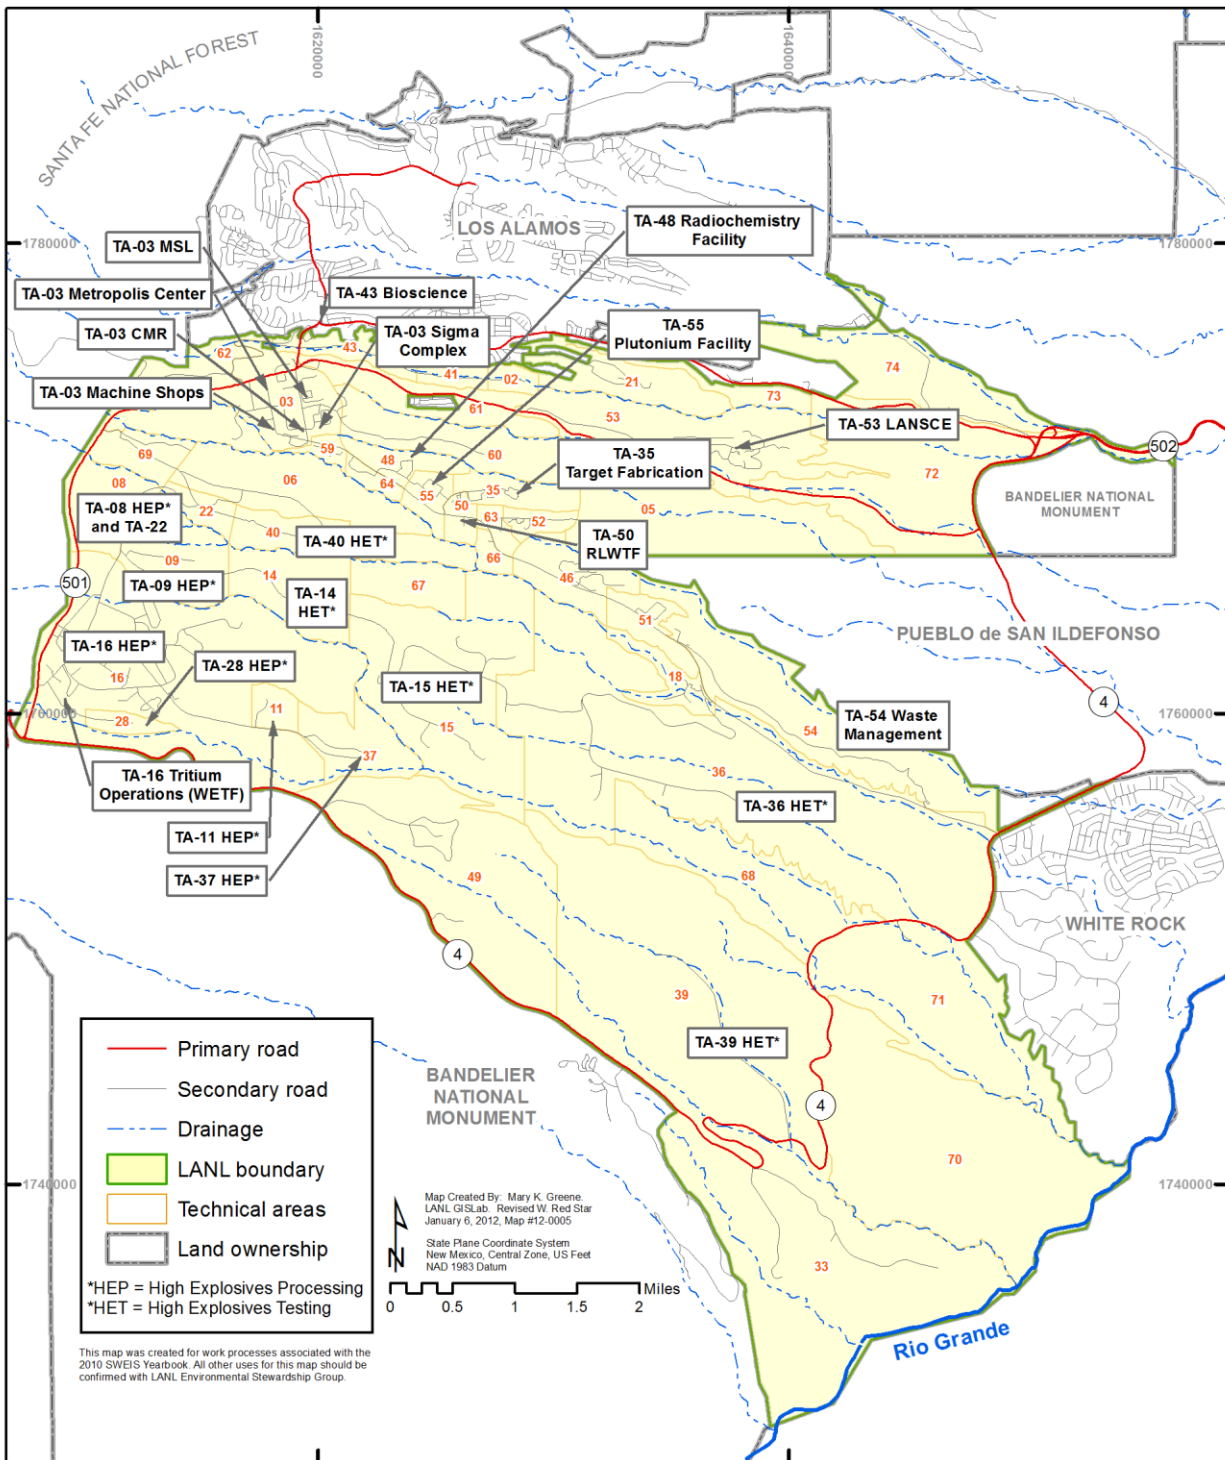 1620000
1640000
SANTA FE NATIONAL FOREST
LOS ALAMOS
TA-48 Radiochemistry
Facility
1780000
1780000
TA-03 MSL
TA-03 Metropolis Center
TA-43 Bioscience
TA-03 CMR
TA-03 Sigma
Complex
TA-55
Plutonium Facility
62
43
41
02
21
74
73
TA-03 Machine Shops
03
61
53
TA-53 LANSCE
502
59
69
48
60
TA-35
Target Fabrication
72
08
06
64
55
35
05
BANDELIER NATIONAL
MONUMENT
TA-08 HEP*
and TA-22
22
50
63
52
40
TA-40 HET*
TA-50
RLWTF
66
09
14
67
46
501
TA-09 HEP*
TA-14
HET*
51
PUEBLO de SAN ILDEFONSO
TA-16 HEP*
TA-28 HEP*
16
18
TA-15 HET*
4
11
28
1760000
1760000
15
54
TA-54 Waste
Management
37
36
TA-16 Tritium
Operations (WETF)
TA-36 HET*
TA-11 HEP*
TA-37 HEP*
49
68
WHITE ROCK
4
39
71
TA-39 HET*
BANDELIER
NATIONAL
MONUMENT
4
70
1740000
1740000
33
Rio Grande
Primary road
Secondary road
Drainage
LANL boundary
Technical areas
Land ownership
*HEP = High Explosives Processing
*HET = High Explosives Testing
Map Created By: Mary K. Greene.
LANL GISLab. Revised W. Red Star
January 6, 2012, Map #12-0005
State Plane Coordinate System
New Mexico, Central Zone, US Feet
NAD 1983 Datum
N
Miles
0 0.5 1 1.5 2
This map was created for work processes associated with the
2010 SWEIS Yearbook. All other uses for this map should be
confirmed with LANL Environmental Stewardship Group.